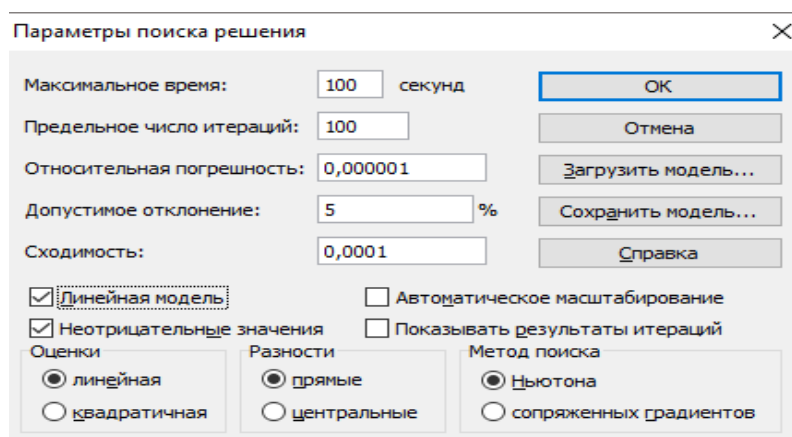 Параметры поиска решения
Максимальное время: 100 секунд OK
Предельное число итераций: 100 Отмена
Относительная погрешность: 0,000001 Загрузить модель...
Допустимое отклонение: 5 % Сохранить модель...
Сходимость: 0,0001 Справка
Линейная модель Автоматическое масштабирование
Неотрицательные значения Показывать результаты итераций
Оценки Разности Метод поиска
линейная прямые Ньютона
квадратичная центральные сопряженных градиентов